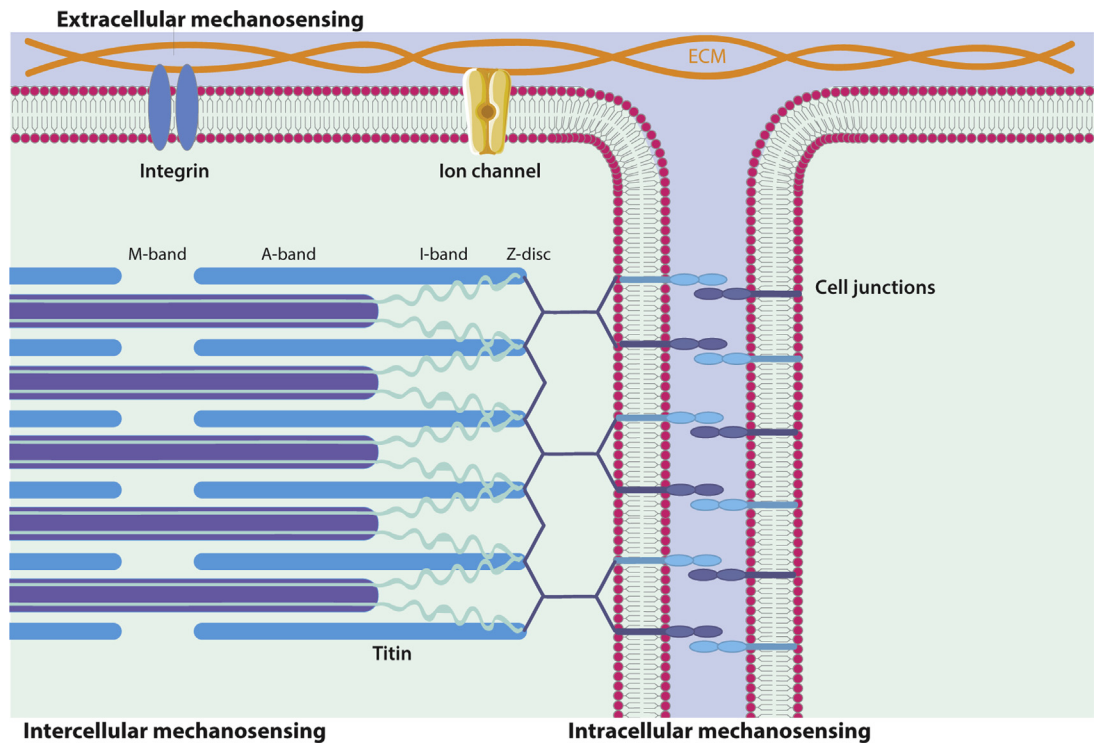 Extracellular mechanosensing
ECM
Integrin
Ion channel
M-band A-band I-band Z-disc
Cell junctions
Titin
Intercellular mechanosensing Intracellular mechanosensing